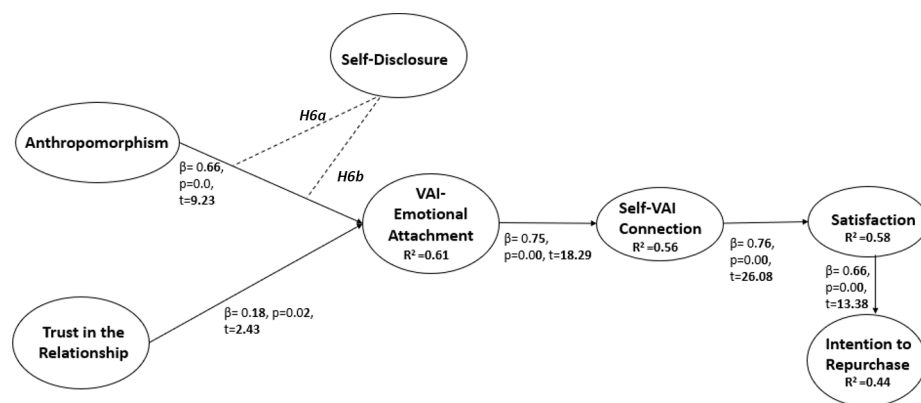 Self-Disclosure
H6a
Anthropomorphism
β= 0.66,
p=0.0,
t=9.23
H6b
VAI-
Emotional
Attachment
R² =0.61
β= 0.75,
p=0.00, t=18.29
Self-VAI
Connection
R² =0.56
β= 0.76,
p=0.00,
t=26.08
Satisfaction
R² =0.58
β= 0.66,
p=0.00,
t=13.38
Trust in the
Relationship
β= 0.18, p=0.02,
t=2.43
Intention to
Repurchase
R² =0.44